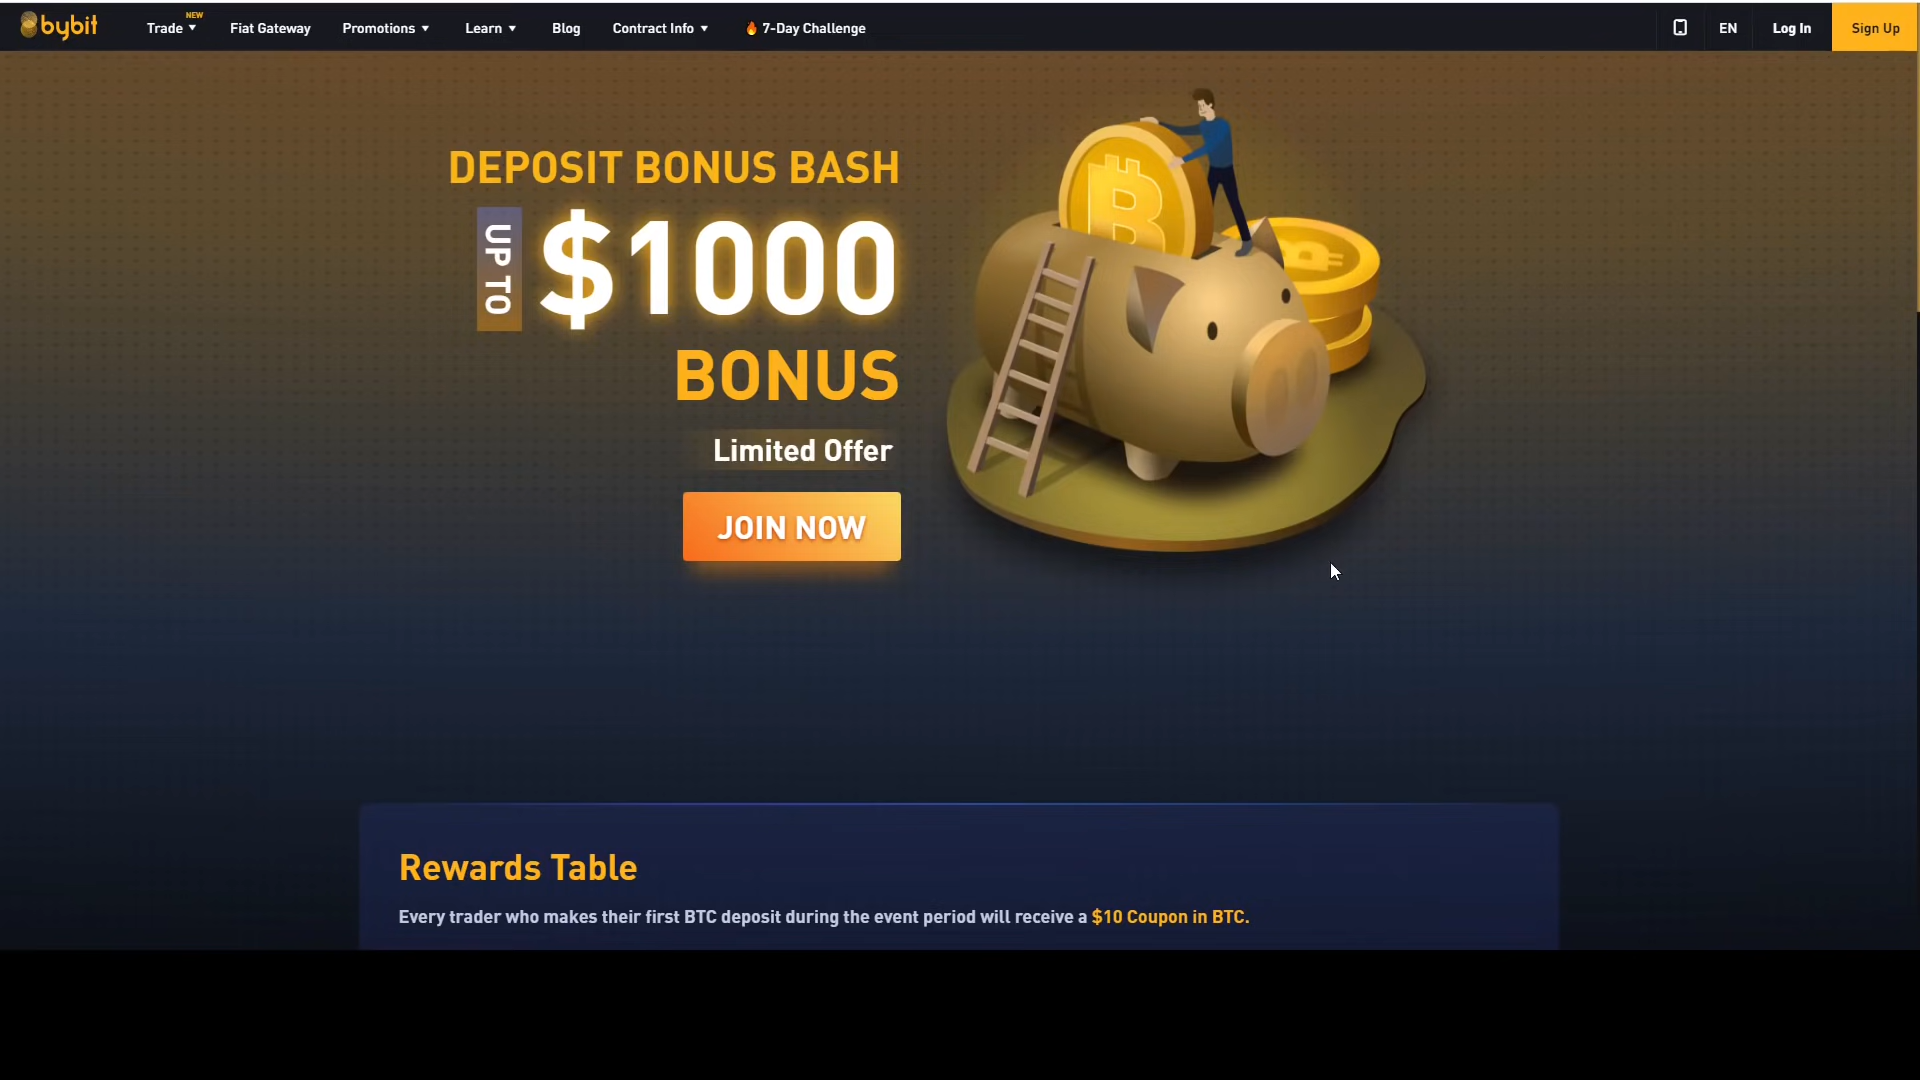 bybit
Trade NEW
Fiat Gateway
Promotions
Learn
Blog
Contract Info
7-Day Challenge
EN
Log In
Sign Up
DEPOSIT BONUS BASH
UP TO $1000
BONUS
Limited Offer
JOIN NOW
Rewards Table
Every trader who makes their first BTC deposit during the event period will receive a $10 Coupon in BTC.